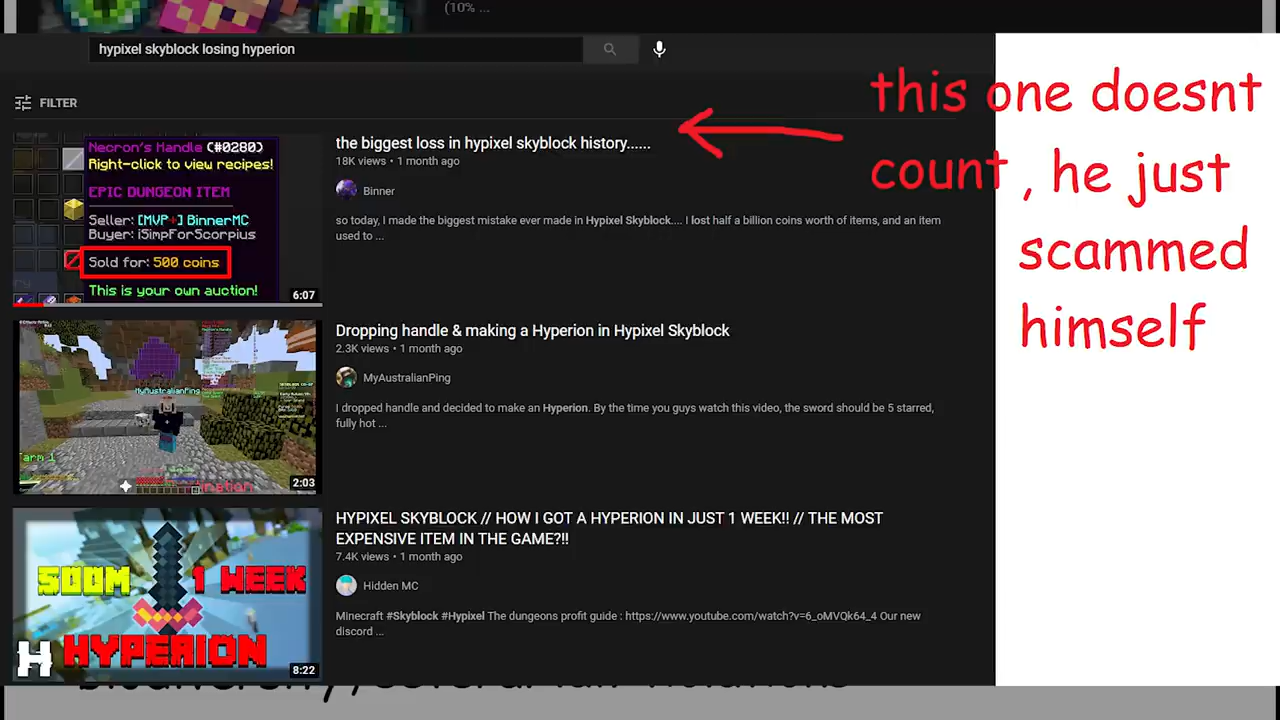 (10% ...
hypixel skyblock losing hyperion
this one doesnt
count , he just
scammed
himself
FILTER
Necron's Handle (#0280)
Right-click to view recipes!
EPIC DUNGEON ITEM
Seller: [MVP+] BinnerMC
Buyer: iSimpForScorpius
Sold for: 500 coins
This is your own auction!
6:07
the biggest loss in hypixel skyblock history......
18K views • 1 month ago
Binner
so today, I made the biggest mistake ever made in Hypixel Skyblock.... I lost half a billion coins worth of items, and an item
used to ...
MyAustralianPing
2:03
Dropping handle & making a Hyperion in Hypixel Skyblock
2.3K views • 1 month ago
MyAustralianPing
I dropped handle and decided to make an Hyperion. By the time you guys watch this video, the sword should be 5 starred,
fully hot ...
500M 1 WEEK
HYPERION
H
8:22
HYPIXEL SKYBLOCK // HOW I GOT A HYPERION IN JUST 1 WEEK!! // THE MOST
EXPENSIVE ITEM IN THE GAME?!!
7.4K views • 1 month ago
Hidden MC
Minecraft #Skyblock #Hypixel The dungeons profit guide : https://www.youtube.com/watch?v=6_oMVQk64_4 Our new
discord ...